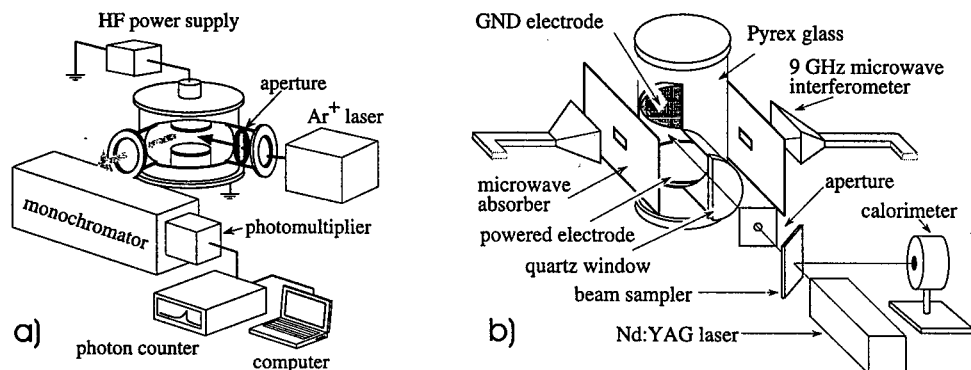 HF power supply
aperture
Ar+ laser
monochromator
photomultiplier
a)
photon counter
computer
GND electrode
Pyrex glass
9 GHz microwave
interferometer
microwave
absorber
aperture
calorimeter
powered electrode
quartz window
beam sampler
b)
Nd:YAG laser